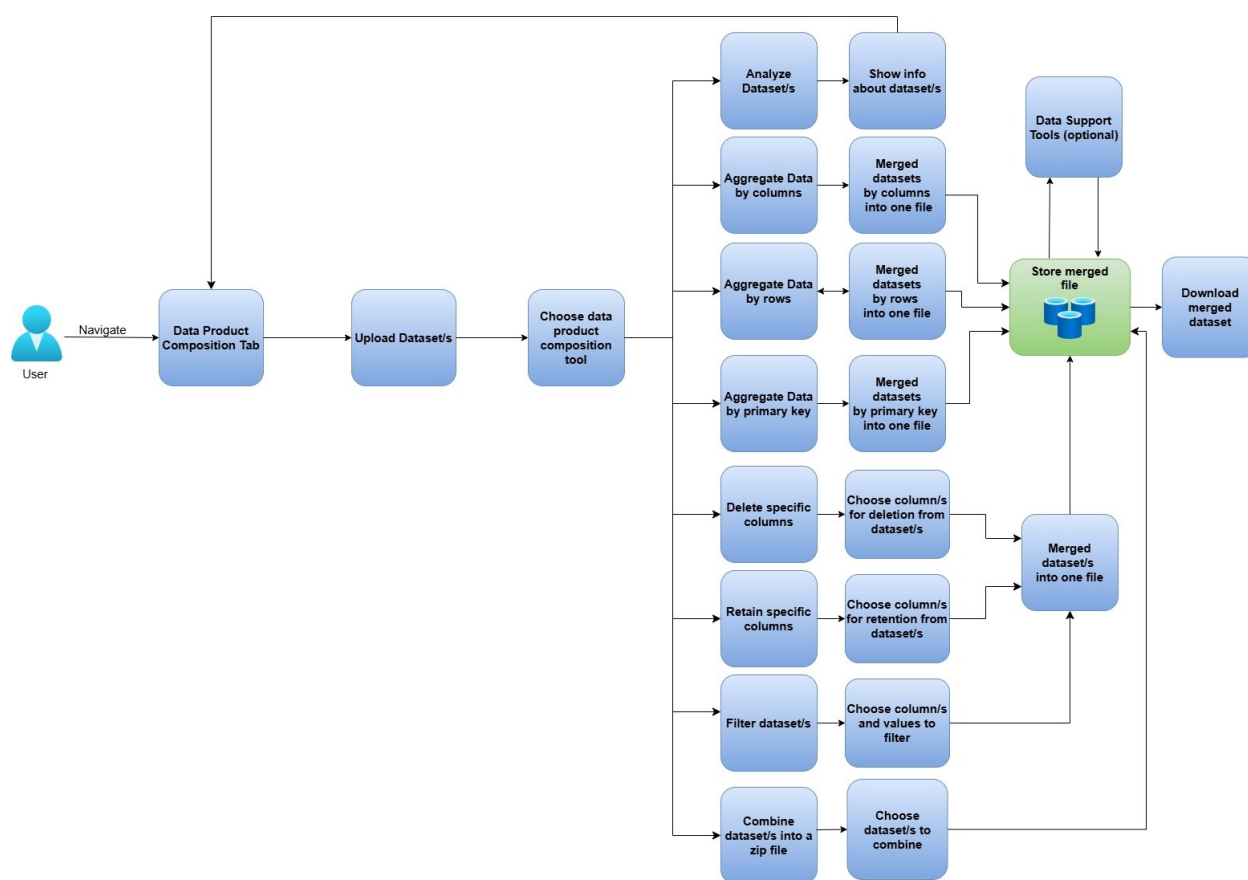 Analyze
Dataset/s
Show info
about dataset/s
Data Support
Tools (optional)
Aggregate Data
by columns
Merged
datasets
by columns
into one file
Aggregate Data
by rows
Merged
datasets
by rows
into one file
Store merged
file
Download
merged
dataset
User
Navigate
Data Product
Composition Tab
Upload Dataset/s
Choose data
product
composition
tool
Aggregate Data
by primary key
Merged
datasets
by primary key
into one file
Delete specific
columns
Choose column/s
for deletion from
dataset/s
Merged
dataset/s
into one file
Retain specific
columns
Choose column/s
for retention from
dataset/s
Filter dataset/s
Choose column/s
and values to
filter
Combine
dataset/s into a
zip file
Choose
dataset/s to
combine